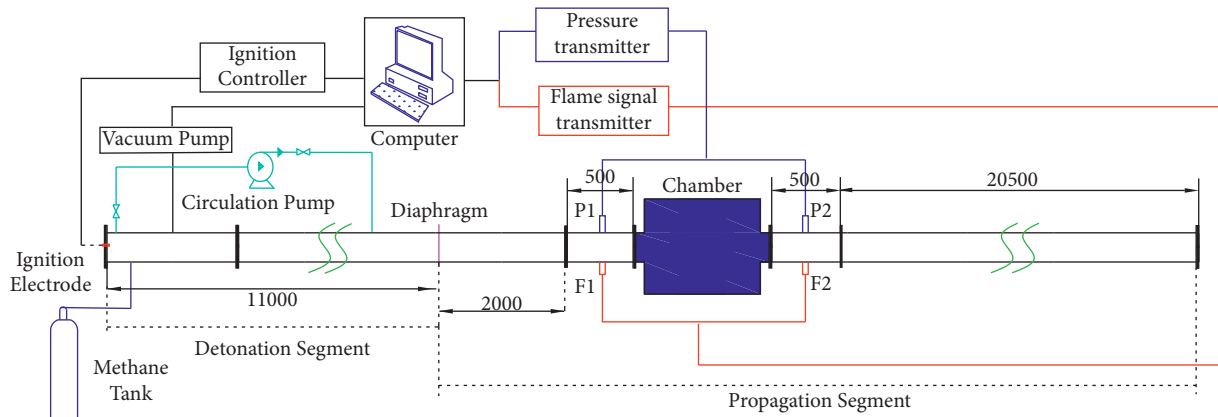 Pressure
transmitter
Ignition
Controller
Flame signal
transmitter
Computer
Vacuum Pump
500
Chamber
500
20500
Circulation Pump
Diaphragm
P1
P2
Ignition
Electrode
F1
F2
11000
2000
Detonation Segment
Methane
Tank
Propagation Segment